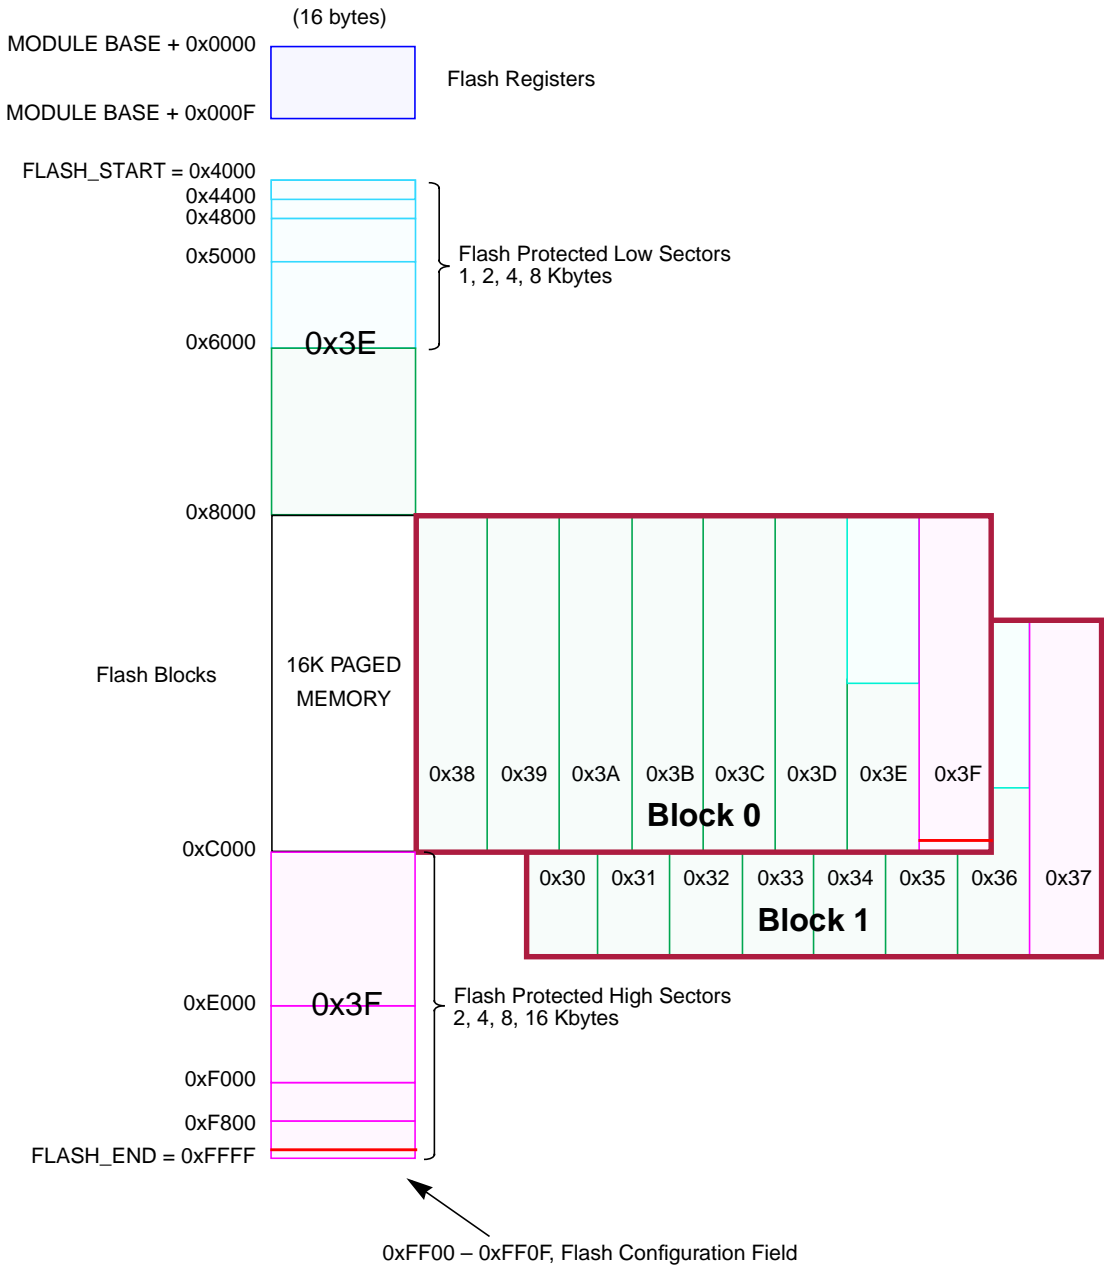 (16 bytes)
MODULE BASE + 0x0000
Flash Registers
MODULE BASE + 0x000F
FLASH_START = 0x4000
0x4400
0x4800
0x5000
Flash Protected Low Sectors
1, 2, 4, 8 Kbytes
0x6000
0x3E
0x8000
Flash Blocks
16K PAGED
MEMORY
0x38 0x39 0x3A 0x3B 0x3C 0x3D 0x3E 0x3F
Block 0
0xC000
0x30 0x31 0x32 0x33 0x34 0x35 0x36 0x37
Block 1
0xE000
0x3F
Flash Protected High Sectors
2, 4, 8, 16 Kbytes
0xF000
0xF800
FLASH_END = 0xFFFF
0xFF00 – 0xFF0F, Flash Configuration Field